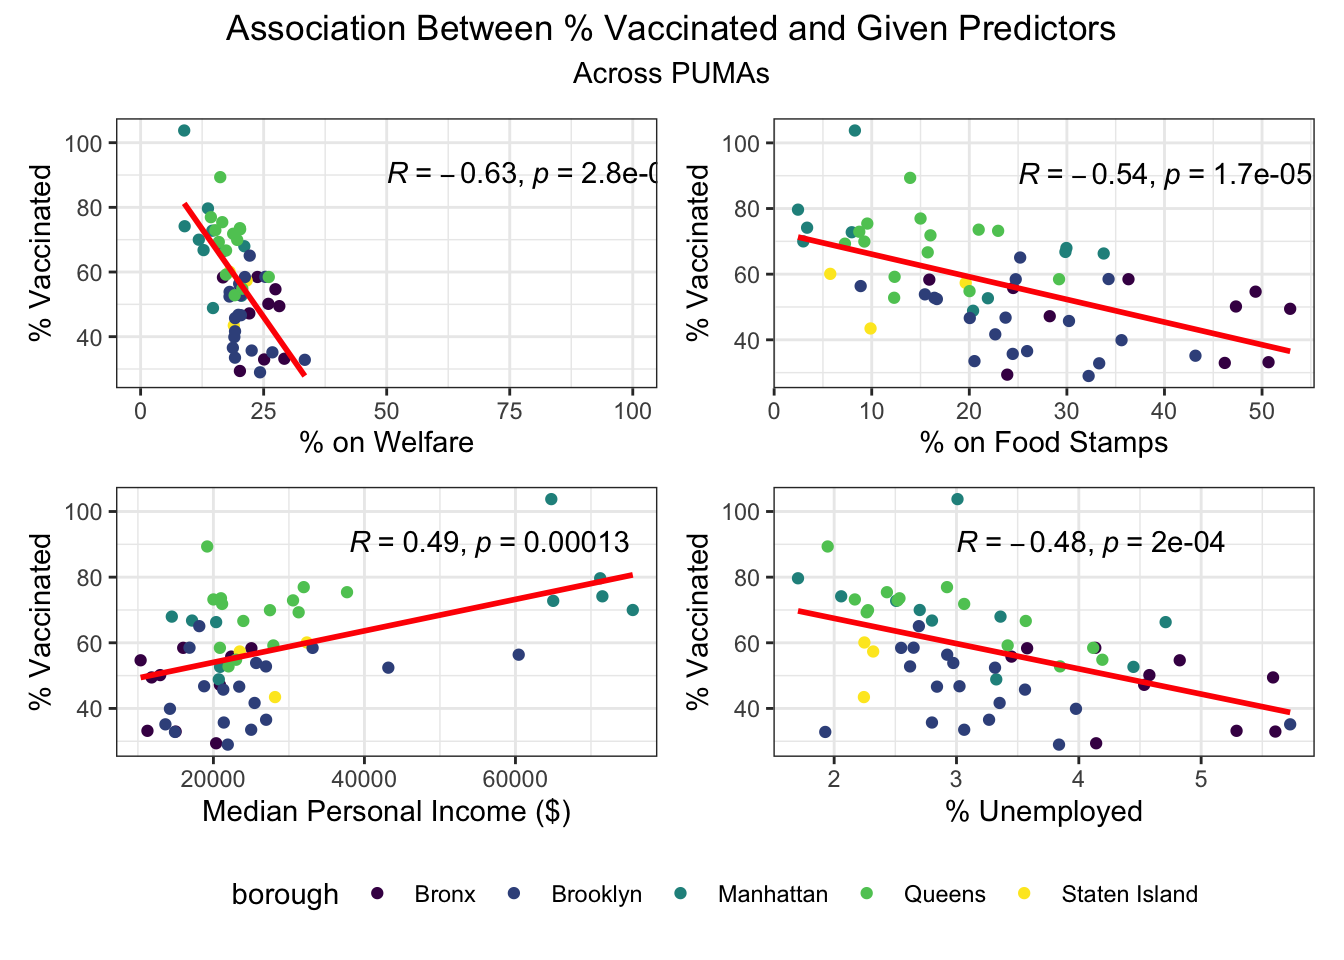 Association Between % Vaccinated and Given Predictors
Across PUMAs
% Vaccinated
100
80
60
40
R = −0.63, p = 2.8e-0
0 25 50 75 100
% on Welfare
% Vaccinated
100
80
60
40
R = −0.54, p = 1.7e-05
0 10 20 30 40 50
% on Food Stamps
% Vaccinated
100
80
60
40
R = 0.49, p = 0.00013
20000 40000 60000
Median Personal Income ($)
% Vaccinated
100
80
60
40
R = −0.48, p = 2e-04
2 3 4 5
% Unemployed
borough Bronx Brooklyn Manhattan Queens Staten Island